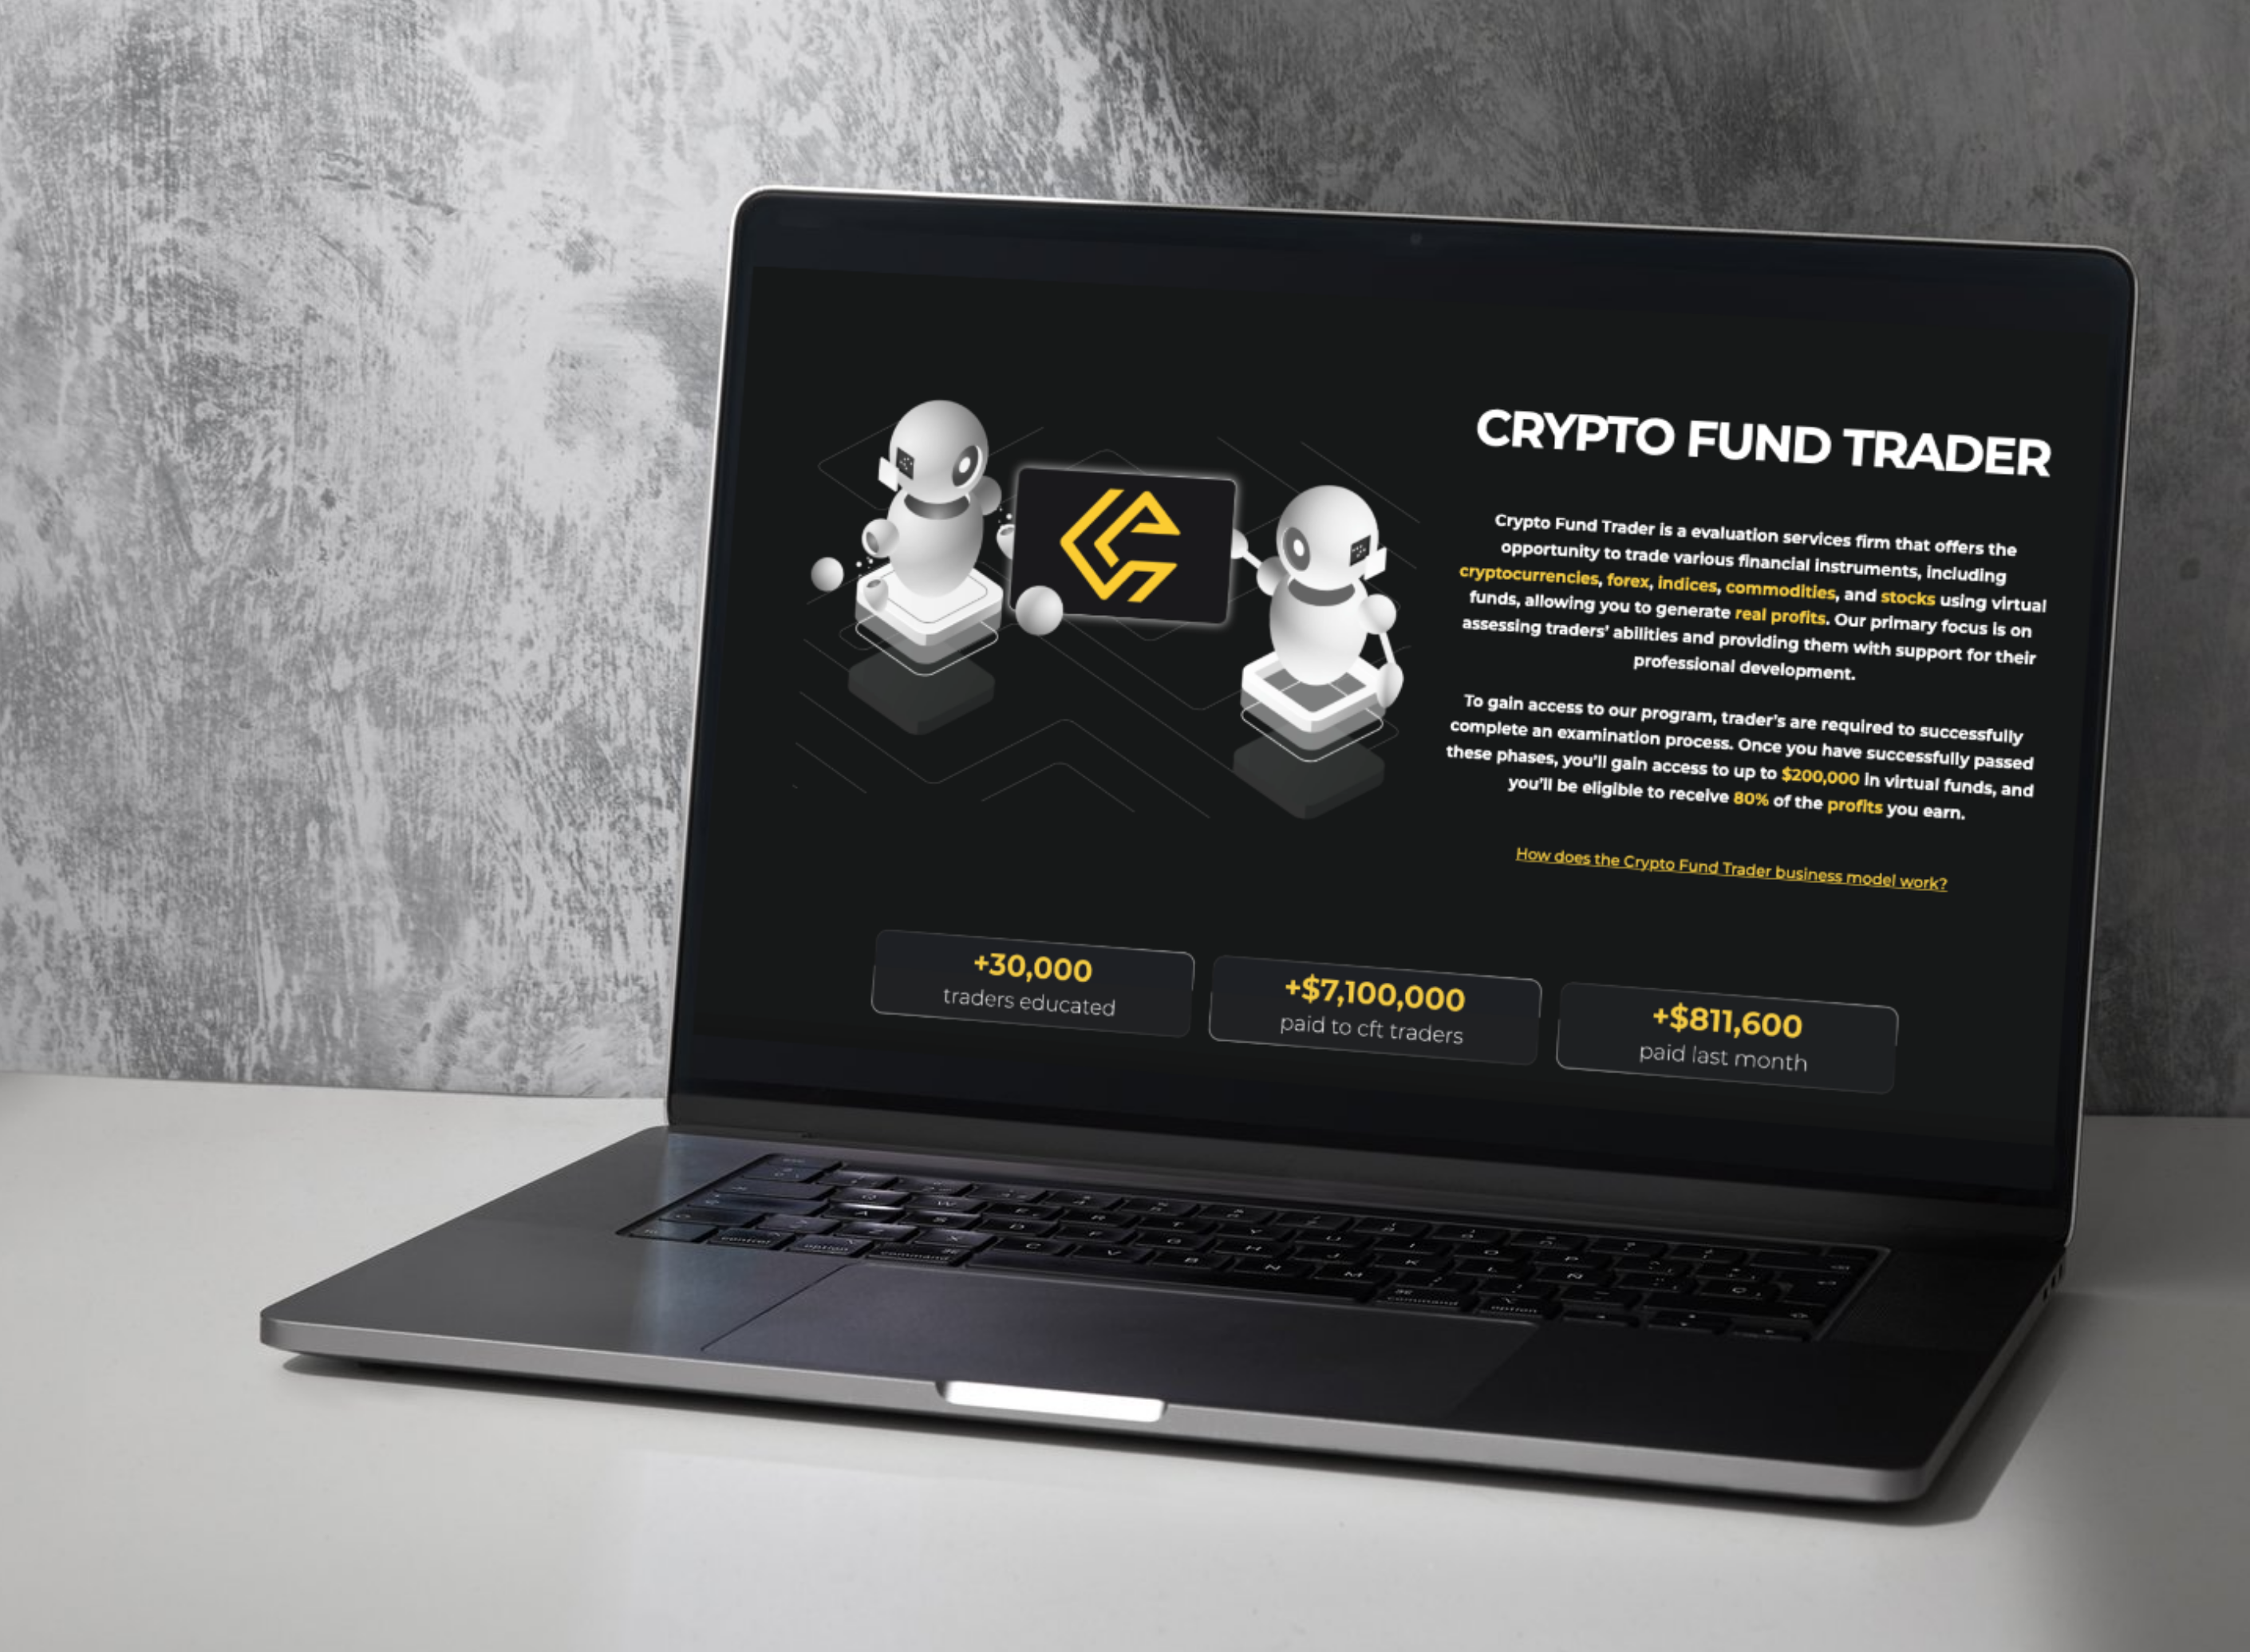 CRYPTO FUND TRADER
Crypto Fund Trader is a evaluation services firm that offers the
opportunity to trade various financial instruments, including
cryptocurrencies, forex, indices, commodities, and stocks using virtual
funds, allowing you to generate real profits. Our primary focus is on
assessing traders' abilities and providing them with support for their
professional development.
To gain access to our program, trader's are required to successfully
complete an examination process. Once you have successfully passed
these phases, you'll gain access to up to $200,000 in virtual funds, and
you'll be eligible to receive 80% of the profits you earn.
How does the Crypto Fund Trader business model work?
+30,000
traders educated
+$7,100,000
paid to cft traders
+$811,600
paid last month
Q W E R T Y U I O P
A S D F G H J K L Ñ
X C V B N M
control option command command option